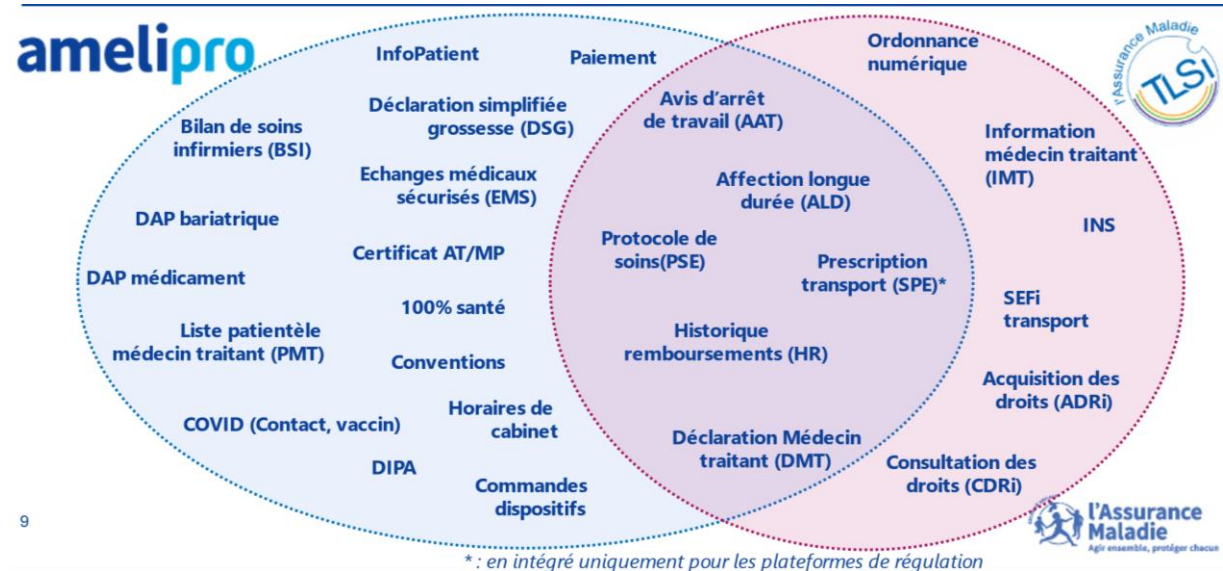 amelipro
InfoPatient
Paiement
Ordonnance
numérique
l'Assurance Maladie
TLSi
Déclaration simplifiée
grossesse (DSG)
Avis d'arrêt
de travail (AAT)
Bilan de soins
infirmiers (BSI)
Information
médecin traitant
(IMT)
Echanges médicaux
sécurisés (EMS)
Affection longue
durée (ALD)
DAP bariatrique
INS
Certificat AT/MP
Protocole de
soins(PSE)
Prescription
transport (SPE)*
DAP médicament
100% santé
SEFi
transport
Liste patientèle
médecin traitant (PMT)
Historique
remboursements (HR)
Conventions
Acquisition des
droits (ADRi)
COVID (Contact, vaccin)
Horaires de
cabinet
Déclaration Médecin
traitant (DMT)
DIPA
Consultation des
droits (CDRi)
Commandes
dispositifs
9
l'Assurance
Maladie
Agir ensemble, protéger chacun
* : en intégré uniquement pour les plateformes de régulation